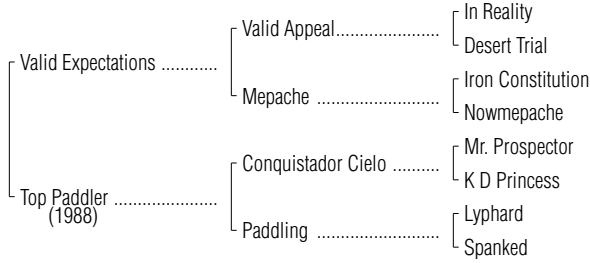 In Reality
Valid Appeal....................
Desert Trial
Valid Expectations ...........
Iron Constitution
Mepache .......................
Nowmepache
Mr. Prospector
Conquistador Cielo .........
K D Princess
Top Paddler ....................
(1988)
Lyphard
Paddling .......................
Spanked